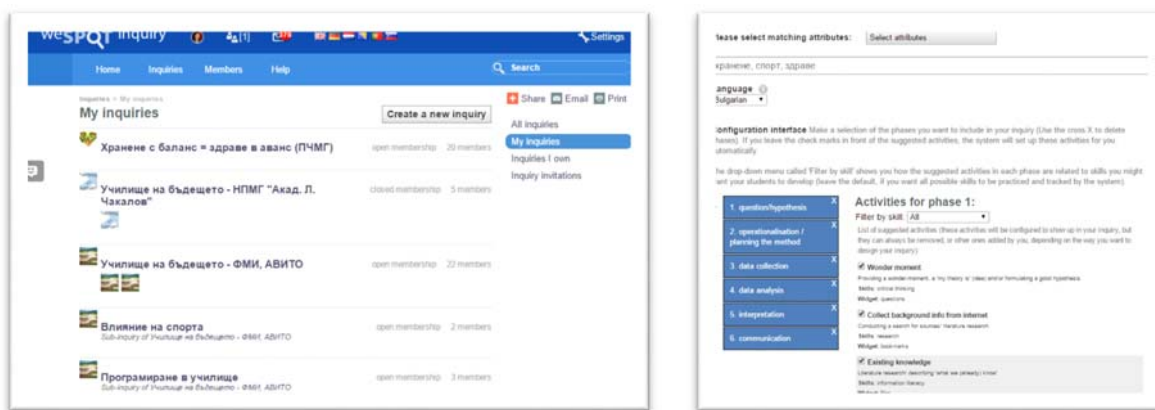 weSPOT inquiry [1] Settings
Home Inquiries Members Help Search
Inquiries > My inquiries
Share Email Print
My inquiries
Create a new inquiry
All inquiries
My inquiries
Inquiries I own
Inquiry invitations
Хранене с баланс = здраве в аванс (ПЧМГ) open membership 20 members
Училище на бъдещето - НПМГ "Акад. Л. Чакалов" closed membership 5 members
Училище на бъдещето - ФМИ, АВИТО open membership 22 members
Влияние на спорта open membership 2 members
Sub-inquiry of Училище на бъдещето - ФМИ, АВИТО
Програмиране в училище open membership 3 members
Sub-inquiry of Училище на бъдещето - ФМИ, АВИТО
lease select matching attributes: Select attributes
хранене, спорт, здраве
anguage
Bulgarian
onfiguration interface Make a selection of the phases you want to include in your inquiry (Use the cross X to delete
hases). If you leave the check marks in front of the suggested activities, the system will set up these activities for you
utomatically
he drop down menu called 'Filter by skill' shows you how the suggested activities in each phase are related to skills you might
ant your students to develop (leave the default, if you want all possible skills to be practiced and tracked by the system)
1. question/hypothesis X
2. operationalisation / X
planning the method
3. data collection X
4. data analysis X
5. interpretation X
6. communication X
Activities for phase 1:
Filter by skill: All
List of suggested activities (these activities will be configured to show up in your inquiry, but
they can always be removed, or other ones added by you, depending on the way you want to
design your inquiry)
Wonder moment
Providing a wonder moment, a 'my theory is' (idea) and/or formulating a good hypothesis.
Skills: critical thinking
Widget: questions
Collect background info from internet
Conducting a search for sources/ literature research
Skills: research
Widget: bookmarks
Existing knowledge
Literature research/ describing 'what we (already) know'
Skills: information literacy